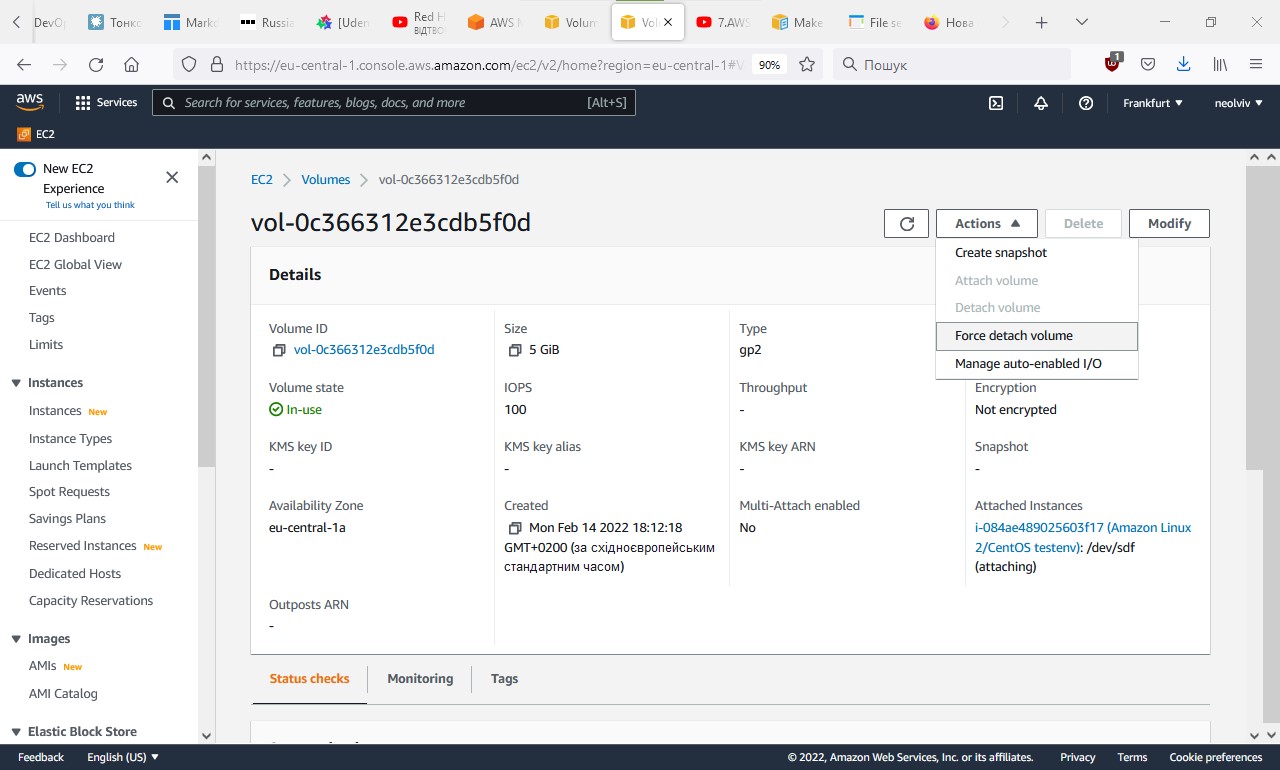 DevO
Тонко
Marko
Russia
[Uden
Red H
ВІДТВО
AWS M
Volum
Vol
7.AWS
Make
File se
Нова
https://eu-central-1.console.aws.amazon.com/ec2/v2/home?region=eu-central-1#V
90%
Пошук
1
aws
Services
Search for services, features, blogs, docs, and more
[Alt+S]
Frankfurt
neolviv
EC2
New EC2
Experience
Tell us what you think
EC2 Dashboard
EC2 Global View
Events
Tags
Limits
Instances
Instances New
Instance Types
Launch Templates
Spot Requests
Savings Plans
Reserved Instances New
Dedicated Hosts
Capacity Reservations
Images
AMIs New
AMI Catalog
Elastic Block Store
EC2 Volumes vol-0c366312e3cdb5f0d
vol-0c366312e3cdb5f0d
Actions
Delete
Modify
Create snapshot
Attach volume
Detach volume
Force detach volume
Manage auto-enabled I/O
Details
Volume ID
vol-0c366312e3cdb5f0d
Size
5 GiB
Type
gp2
Volume state
In-use
IOPS
100
Throughput
-
Encryption
Not encrypted
KMS key ID
-
KMS key alias
-
KMS key ARN
-
Snapshot
-
Availability Zone
eu-central-1a
Created
Mon Feb 14 2022 18:12:18
GMT+0200 (за східноєвропейським
стандартним часом)
Multi-Attach enabled
No
Attached Instances
i-084ae489025603f17 (Amazon Linux
2/CentOS testenv): /dev/sdf
(attaching)
Outposts ARN
-
Status checks
Monitoring
Tags
Feedback
English (US)
© 2022, Amazon Web Services, Inc. or its affiliates.
Privacy
Terms
Cookie preferences